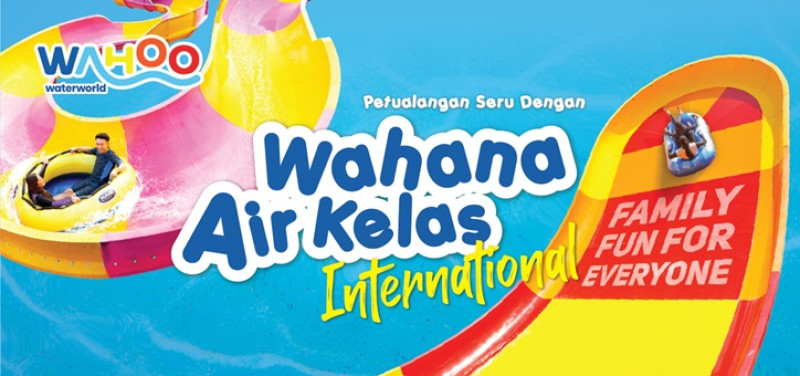 WAHOO
waterworld
Petualangan Seru Dengan
Wahana
Air Kelas
International
FAMILY
FUN FOR
EVERYONE